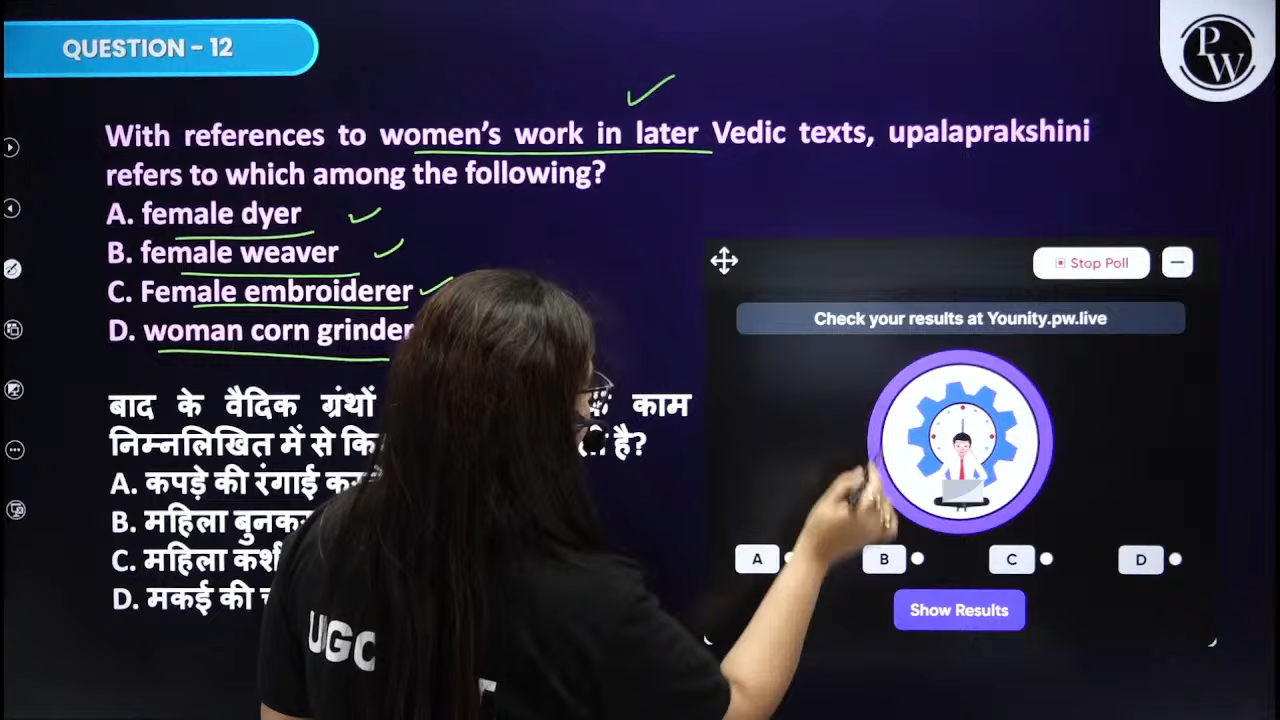 QUESTION - 12
PW
With references to women's work in later Vedic texts, upalaprakshini
refers to which among the following?
A. female dyer
B. female weaver
C. Female embroiderer
D. woman corn grinder
Stop Poll
Check your results at Younity.pw.live
बाद के वैदिक ग्रंथों काम
निम्नलिखित में से है?
A. कपड़े की रंगाई
B. महिला
C. महिला
D. मकई की
A
B
C
D
Show Results
UGC